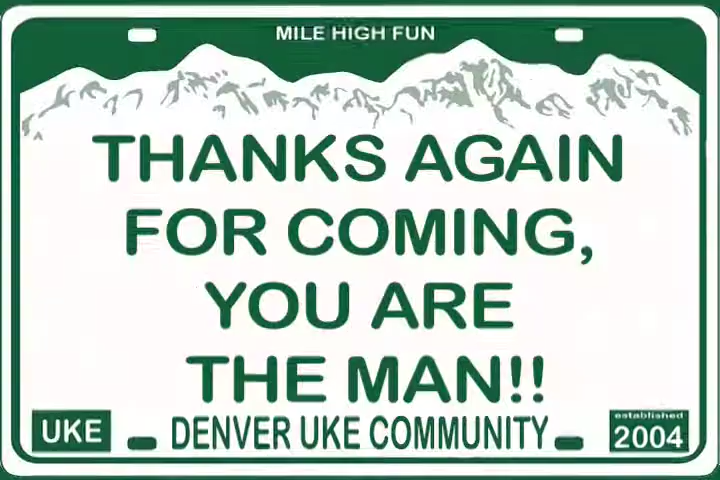 MILE HIGH FUN
THANKS AGAIN
FOR COMING,
YOU ARE
THE MAN!!
UKE
DENVER UKE COMMUNITY
established
2004